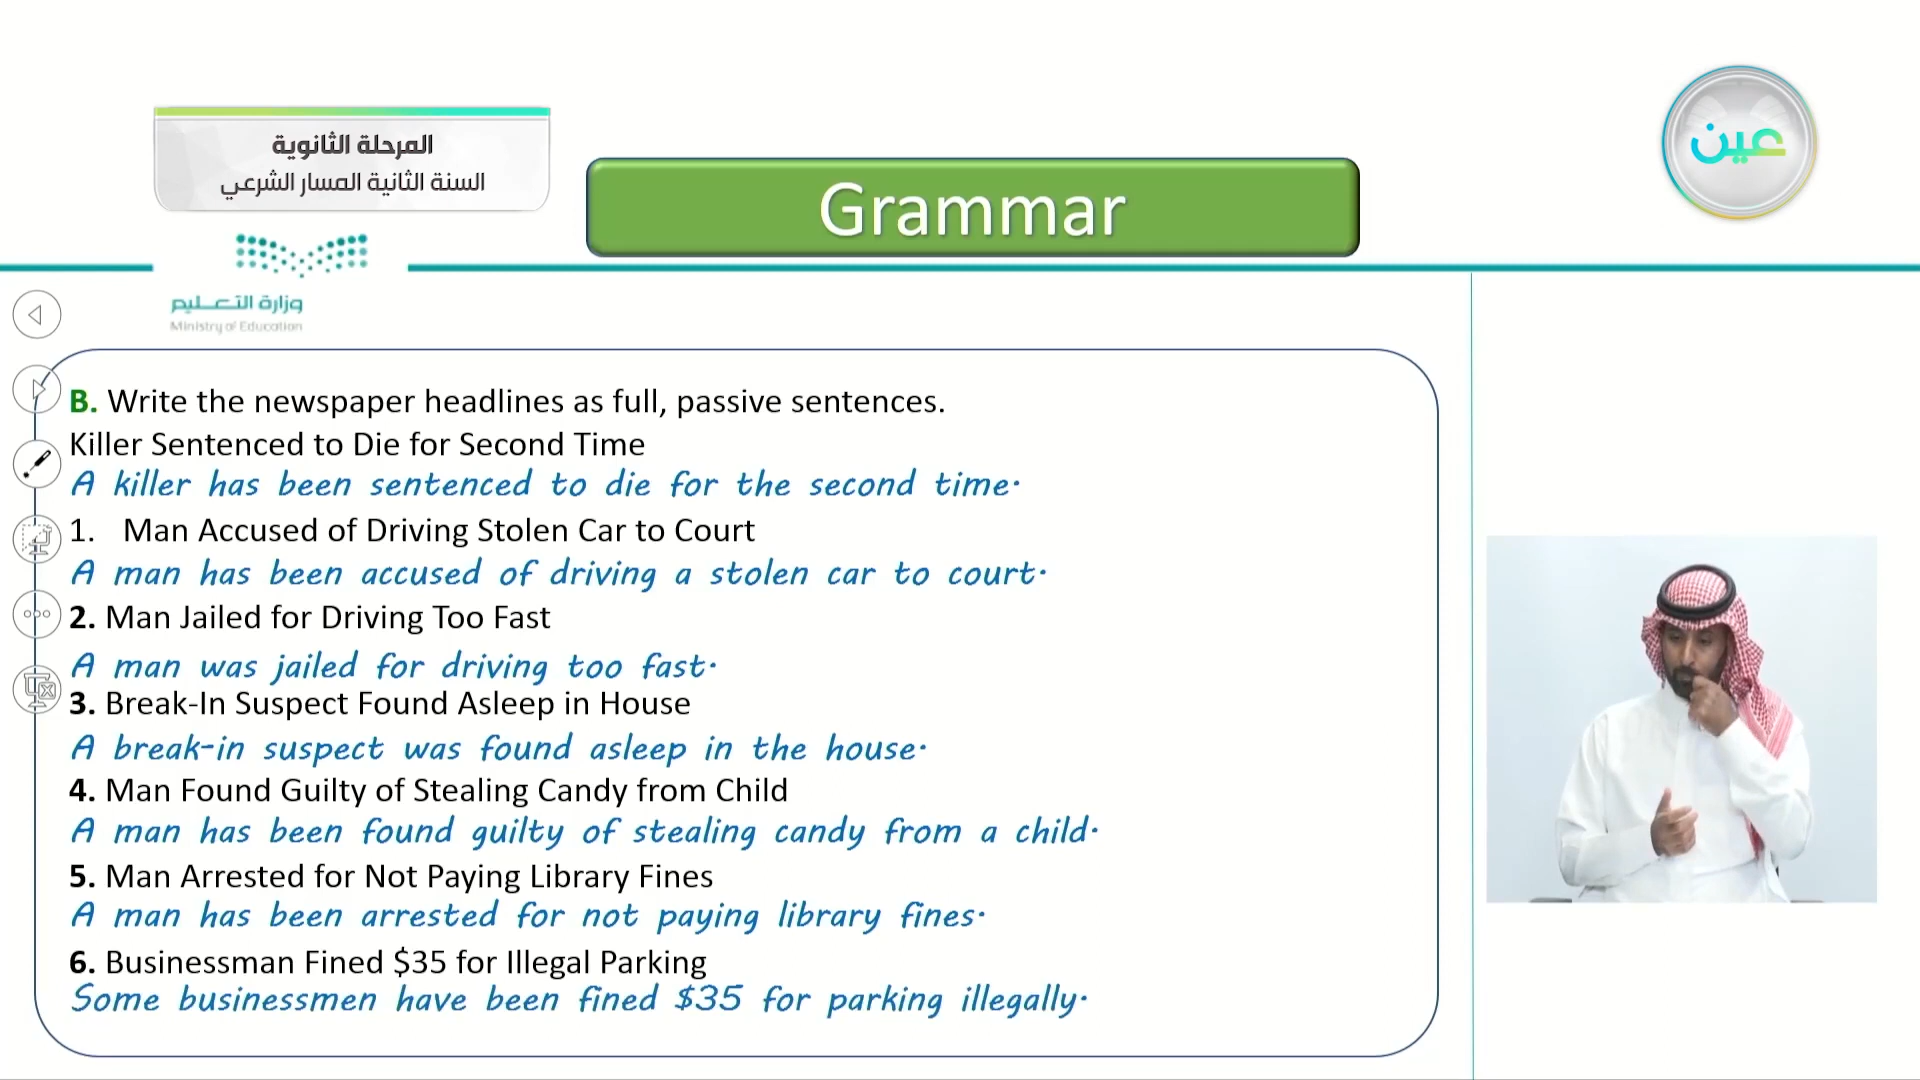 المرحلة الثانوية
السنة الثانية المسار الشرعي
عين
Grammar
وزارة التعليم
Ministry of Education
B. Write the newspaper headlines as full, passive sentences.
Killer Sentenced to Die for Second Time
A killer has been sentenced to die for the second time.
1. Man Accused of Driving Stolen Car to Court
A man has been accused of driving a stolen car to court.
2. Man Jailed for Driving Too Fast
A man was jailed for driving too fast.
3. Break-In Suspect Found Asleep in House
A break-in suspect was found asleep in the house.
4. Man Found Guilty of Stealing Candy from Child
A man has been found guilty of stealing candy from a child.
5. Man Arrested for Not Paying Library Fines
A man has been arrested for not paying library fines.
6. Businessman Fined $35 for Illegal Parking
Some businessmen have been fined $35 for parking illegally.